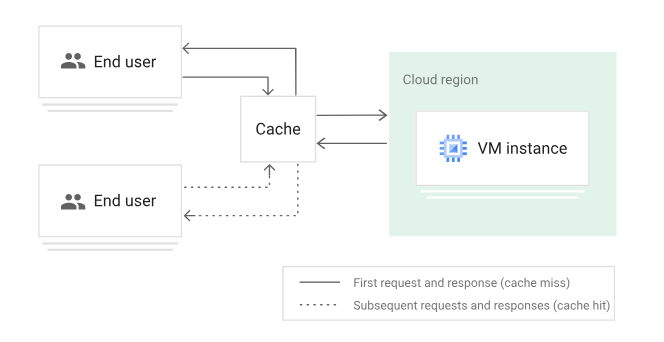 End user
Cloud region
Cache
VM instance
End user
First request and response (cache miss)
Subsequent requests and responses (cache hit)